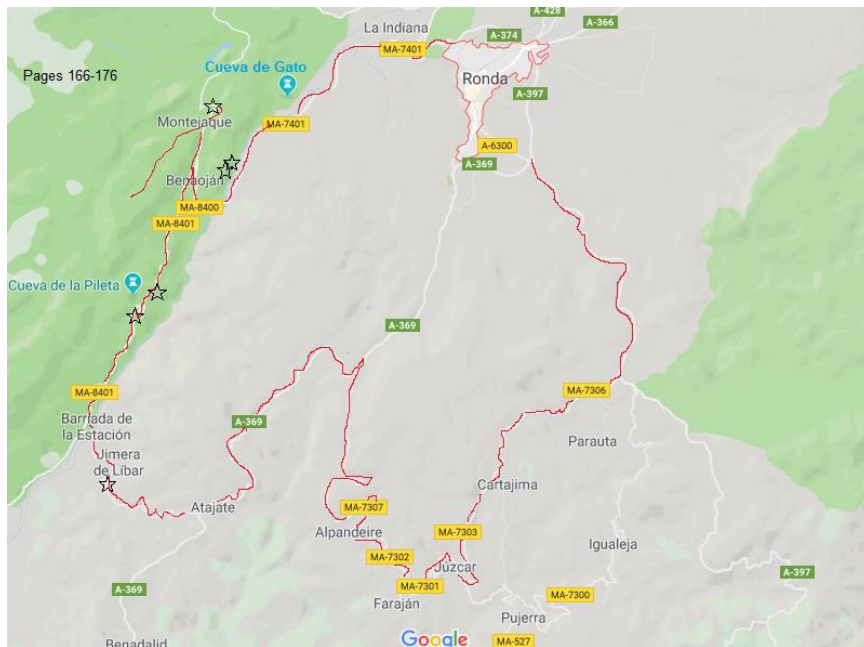 A-428
La Indiana
A-374
A-366
MA-7401
Pages 166-176
Cueva de Gato
Ronda
A-397
Montejaque
MA-7401
A-6300
A-369
Benaoján
MA-8400
MA-8401
Cueva de la Pileta
A-369
MA-8401
MA-7306
Barriada de
la Estación
A-369
Parauta
Jimera
de Líbar
Cartajima
Atajate
MA-7307
Alpandeire
MA-7303
Igualeja
MA-7302
Júzcar
A-397
A-369
MA-7301
MA-7300
Faraján
Pujerra
Benadalid
Google
MA-527